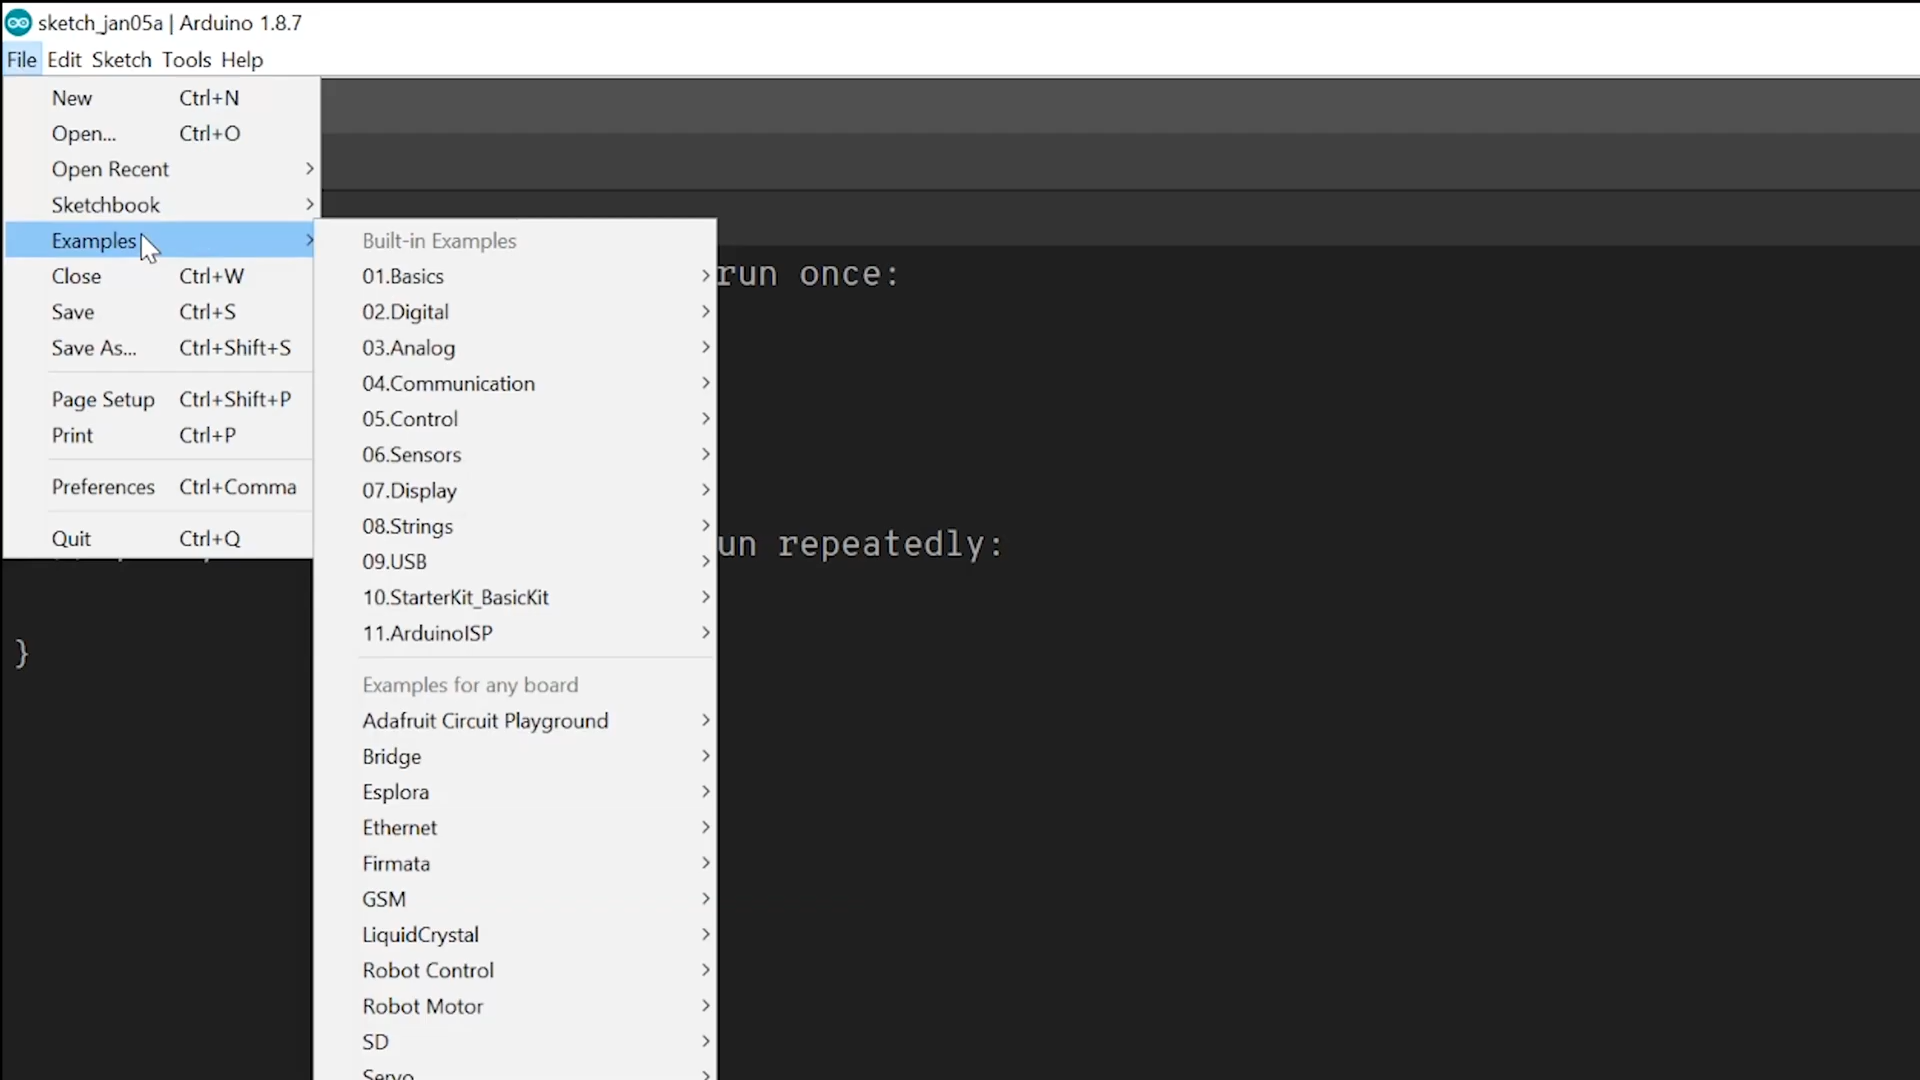 sketch_jan05a | Arduino 1.8.7
File Edit Sketch Tools Help
New Ctrl+N
Open... Ctrl+O
Open Recent
Sketchbook
Examples
Close Ctrl+W
Save Ctrl+S
Save As... Ctrl+Shift+S
Page Setup Ctrl+Shift+P
Print Ctrl+P
Preferences Ctrl+Comma
Quit Ctrl+Q
Built-in Examples
01.Basics
02.Digital
03.Analog
04.Communication
05.Control
06.Sensors
07.Display
08.Strings
09.USB
10.StarterKit_BasicKit
11.ArduinoISP
Examples for any board
Adafruit Circuit Playground
Bridge
Esplora
Ethernet
Firmata
GSM
LiquidCrystal
Robot Control
Robot Motor
SD
Servo
run once:
un repeatedly:
}